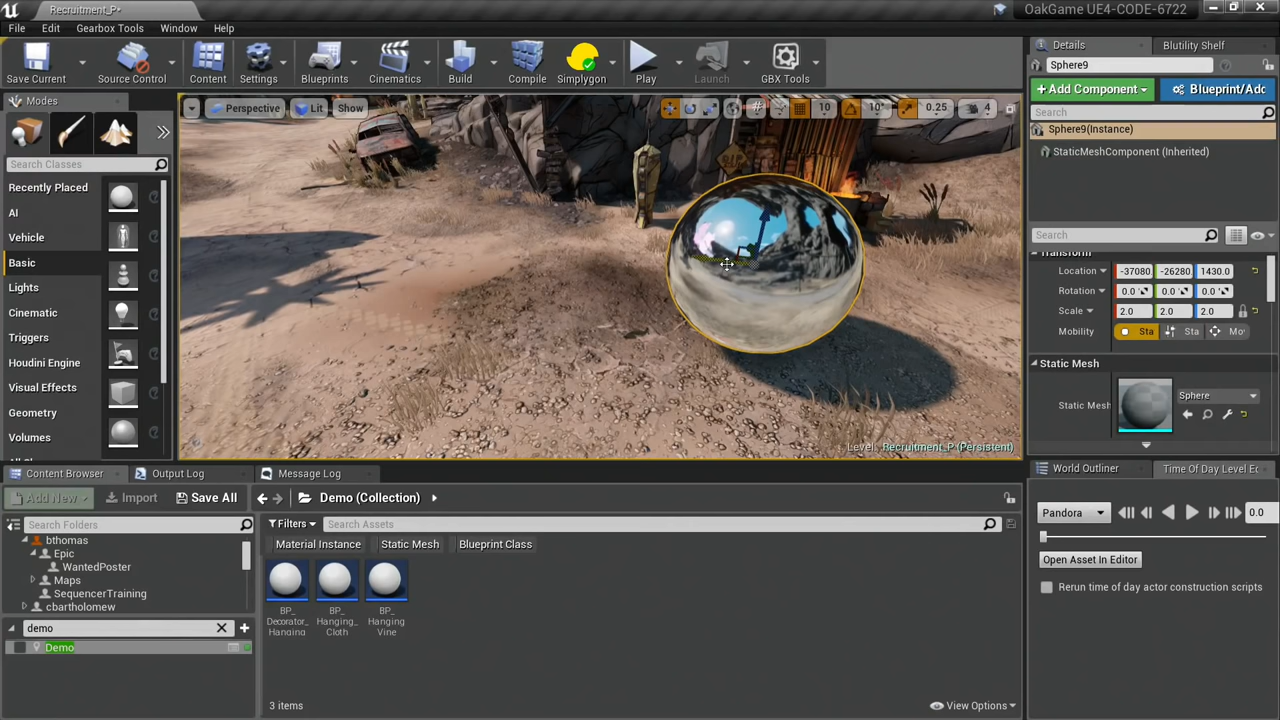 Recruitment_P*
OakGame UE4-CODE-6722
File Edit Gearbox Tools Window Help
Save Current
Source Control
Content
Settings
Blueprints
Cinematics
Build
Compile
Simplygon
Play
Launch
GBX Tools
Modes
Search Classes
Recently Placed
AI
Vehicle
Basic
Lights
Cinematic
Triggers
Houdini Engine
Visual Effects
Geometry
Volumes
Perspective
Lit
Show
10
10°
0.25
4
R.I.P
Level: Recruitment_P (Persistent)
Details
Blutility Shelf
Sphere9
+Add Component
Blueprint/Adc
Search
Sphere9(Instance)
StaticMeshComponent (Inherited)
Search
Transform
Location -37080 -26280 1430.0
Rotation 0.0 0.0 0.0
Scale 2.0 2.0 2.0
Mobility Sta Sta Mo
Static Mesh
Static Mesh
Sphere
Content Browser
Output Log
Message Log
Add New
Import
Save All
Demo (Collection)
Search Folders
bthomas
Epic
WantedPoster
Maps
SequencerTraining
cbartholomew
demo
Demo
Filters
Search Assets
Material Instance
Static Mesh
Blueprint Class
BP_
Decorator_
Hanging
BP_
Hanging_
Cloth
BP_
Hanging
Vine
3 items
View Options
World Outliner
Time Of Day Level Ec
Pandora
0.0
Open Asset In Editor
Rerun time of day actor construction scripts